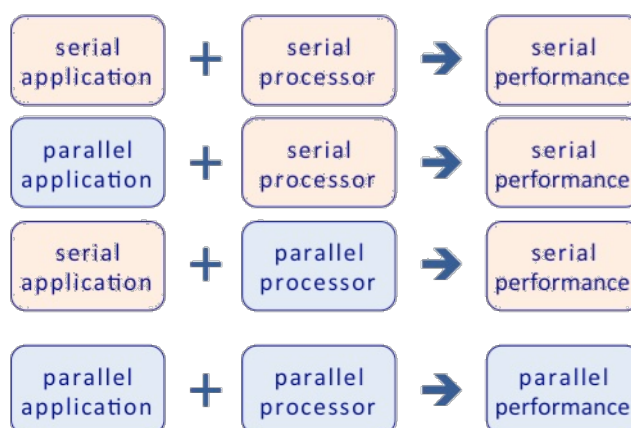 serial + serial → serial
application processor performance
parallel + serial → serial
application processor performance
serial + parallel → serial
application processor performance
parallel + parallel → parallel
application processor performance